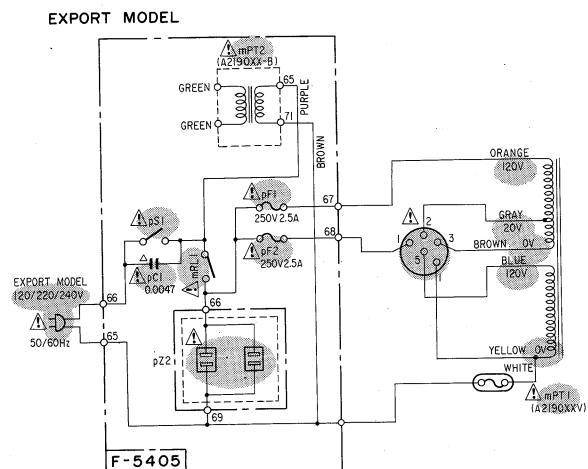 EXPORT MODEL
mPT2
(A2190XX-B)
GREEN
65
PURPLE
GREEN
71
BROWN
ORANGE
120V
pF1
250V 2.5A
67
GRAY
20V
pS1
pF2
250V 2.5A
68
1
2
3
5
BROWN 0V
BLUE
120V
EXPORT MODEL
120/220/240V
pC1
0.0047
mRL1
66
66
50/60Hz
65
pZ2
YELLOW 0V
WHITE
mPT1
(A2190XXV)
69
F-5405